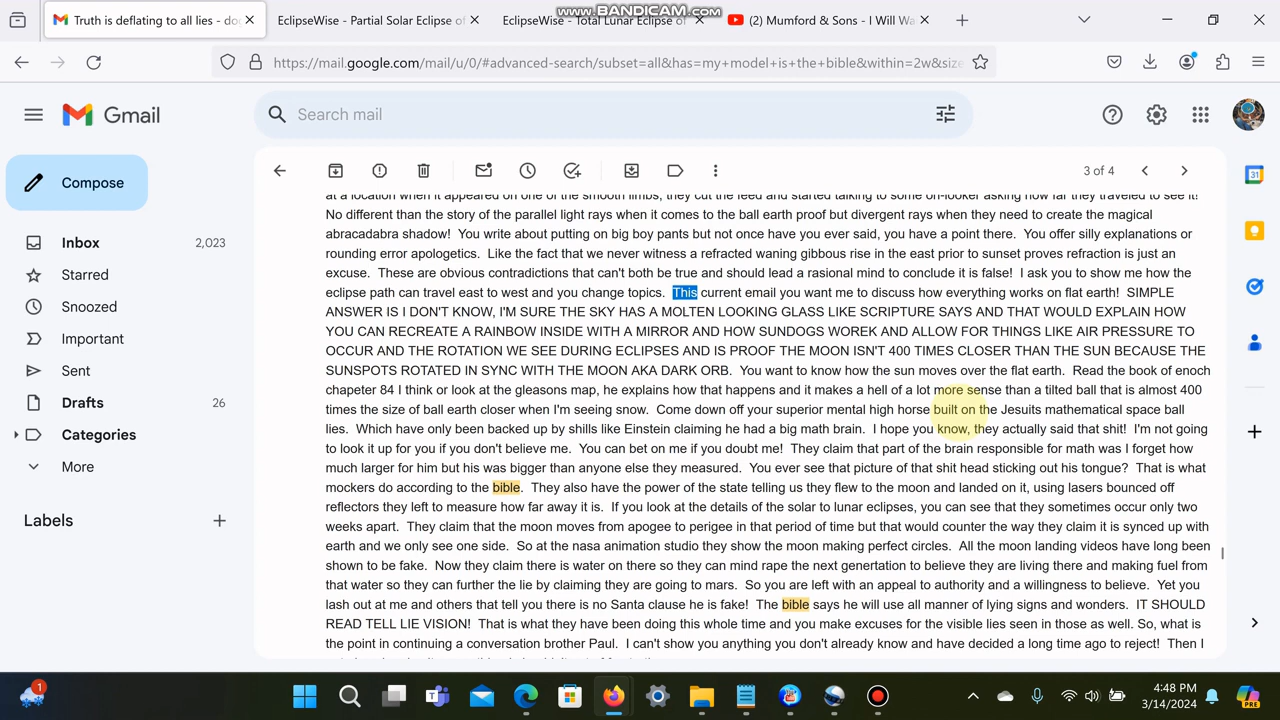 www.BANDICAM.com
Truth is deflating to all lies - do
EclipseWise - Partial Solar Eclipse of
EclipseWise - Total Lunar Eclipse of
(2) Mumford & Sons - I Will Wa
https://mail.google.com/mail/u/0/#advanced-search/subset=all&has=my+model+is+the+bible&within=2w&size
Gmail
Search mail
Compose
3 of 4
Inbox 2,023
Starred
Snoozed
Important
Sent
Drafts 26
Categories
More
Labels
at a location when it appeared on one of the smooth limbs, they cut the feed and started talking to some on-looker asking how far they traveled to see it!
No different than the story of the parallel light rays when it comes to the ball earth proof but divergent rays when they need to create the magical
abracadabra shadow! You write about putting on big boy pants but not once have you ever said, you have a point there. You offer silly explanations or
rounding error apologetics. Like the fact that we never witness a refracted waning gibbous rise in the east prior to sunset proves refraction is just an
excuse. These are obvious contradictions that can't both be true and should lead a rasional mind to conclude it is false! I ask you to show me how the
eclipse path can travel east to west and you change topics. This current email you want me to discuss how everything works on flat earth! SIMPLE
ANSWER IS I DON'T KNOW, I'M SURE THE SKY HAS A MOLTEN LOOKING GLASS LIKE SCRIPTURE SAYS AND THAT WOULD EXPLAIN HOW
YOU CAN RECREATE A RAINBOW INSIDE WITH A MIRROR AND HOW SUNDOGS WOREK AND ALLOW FOR THINGS LIKE AIR PRESSURE TO
OCCUR AND THE ROTATION WE SEE DURING ECLIPSES AND IS PROOF THE MOON ISN'T 400 TIMES CLOSER THAN THE SUN BECAUSE THE
SUNSPOTS ROTATED IN SYNC WITH THE MOON AKA DARK ORB. You want to know how the sun moves over the flat earth. Read the book of enoch
chapeter 84 I think or look at the gleasons map, he explains how that happens and it makes a hell of a lot more sense than a tilted ball that is almost 400
times the size of ball earth closer when I'm seeing snow. Come down off your superior mental high horse built on the Jesuits mathematical space ball
lies. Which have only been backed up by shills like Einstein claiming he had a big math brain. I hope you know, they actually said that shit! I'm not going
to look it up for you if you don't believe me. You can bet on me if you doubt me! They claim that part of the brain responsible for math was I forget how
much larger for him but his was bigger than anyone else they measured. You ever see that picture of that shit head sticking out his tongue? That is what
mockers do according to the bible. They also have the power of the state telling us they flew to the moon and landed on it, using lasers bounced off
reflectors they left to measure how far away it is. If you look at the details of the solar to lunar eclipses, you can see that they sometimes occur only two
weeks apart. They claim that the moon moves from apogee to perigee in that period of time but that would counter the way they claim it is synced up with
earth and we only see one side. So at the nasa animation studio they show the moon making perfect circles. All the moon landing videos have long been
shown to be fake. Now they claim there is water on there so they can mind rape the next genertation to believe they are living there and making fuel from
that water so they can further the lie by claiming they are going to mars. So you are left with an appeal to authority and a willingness to believe. Yet you
lash out at me and others that tell you there is no Santa clause he is fake! The bible says he will use all manner of lying signs and wonders. IT SHOULD
READ TELL LIE VISION! That is what they have been doing this whole time and you make excuses for the visible lies seen in those as well. So, what is
the point in continuing a conversation brother Paul. I can't show you anything you don't already know and have decided a long time ago to reject! Then I
31
1
4:48 PM
3/14/2024
PRE